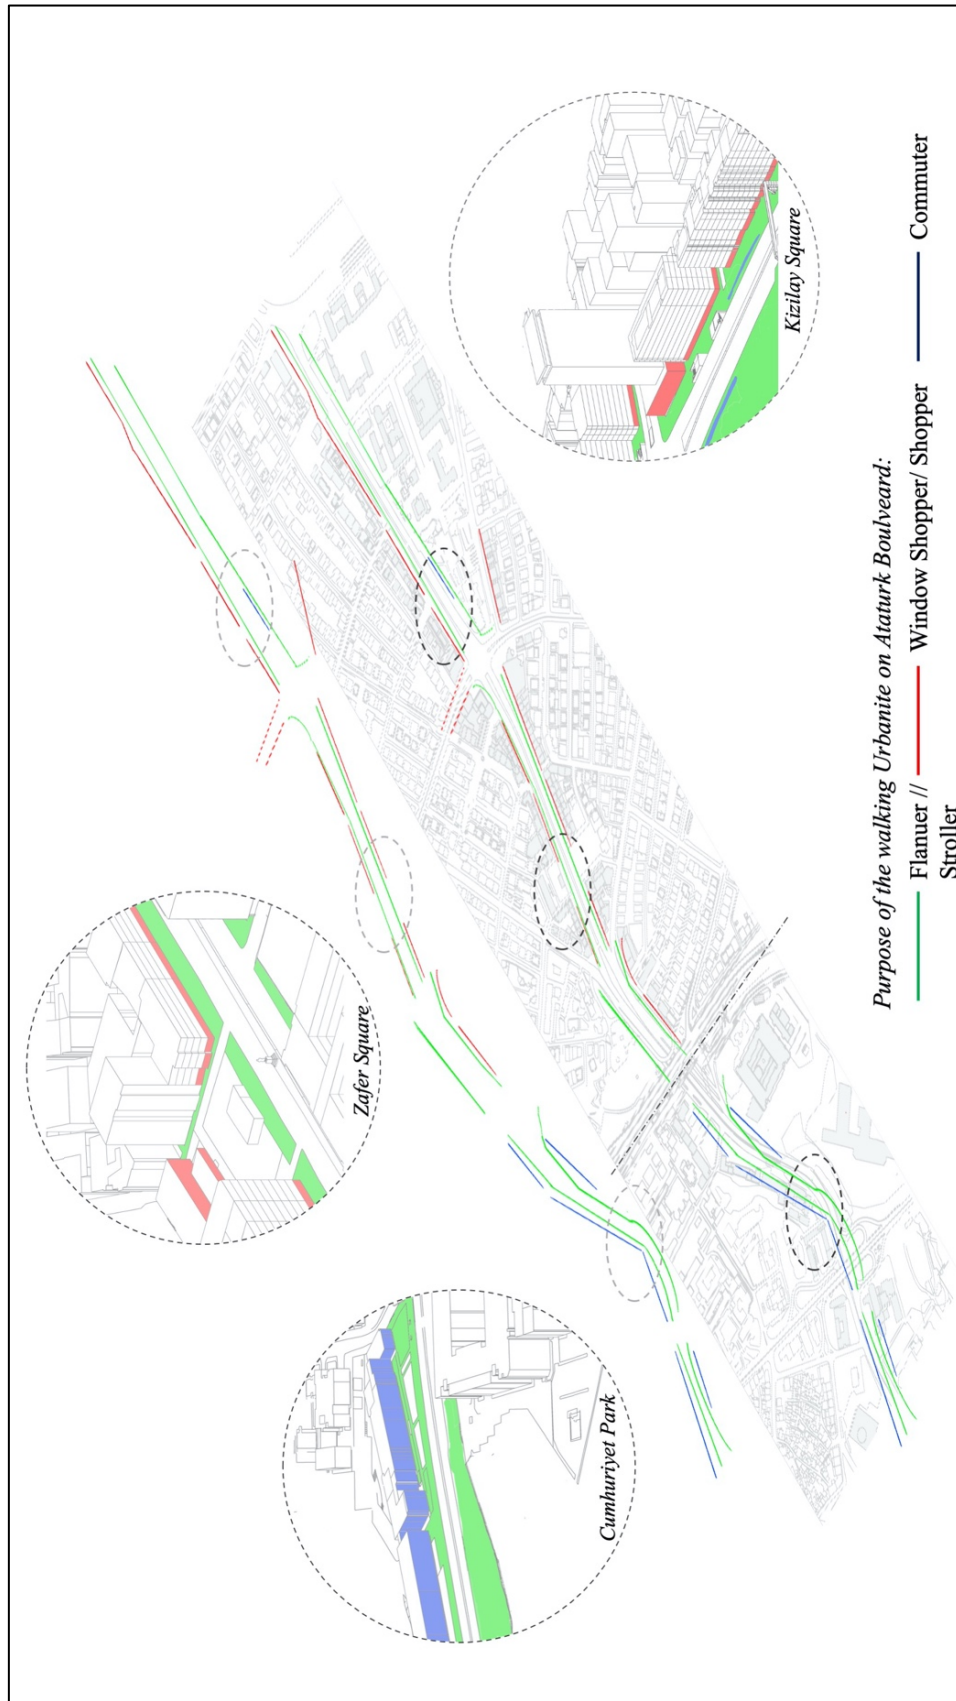 Cumhuriyet Park
Zafer Square
Kizilay Square
Purpose of the walking Urbanite on Ataturk Boulveard:
Flanuer // Window Shopper/ Shopper Commuter
Stroller